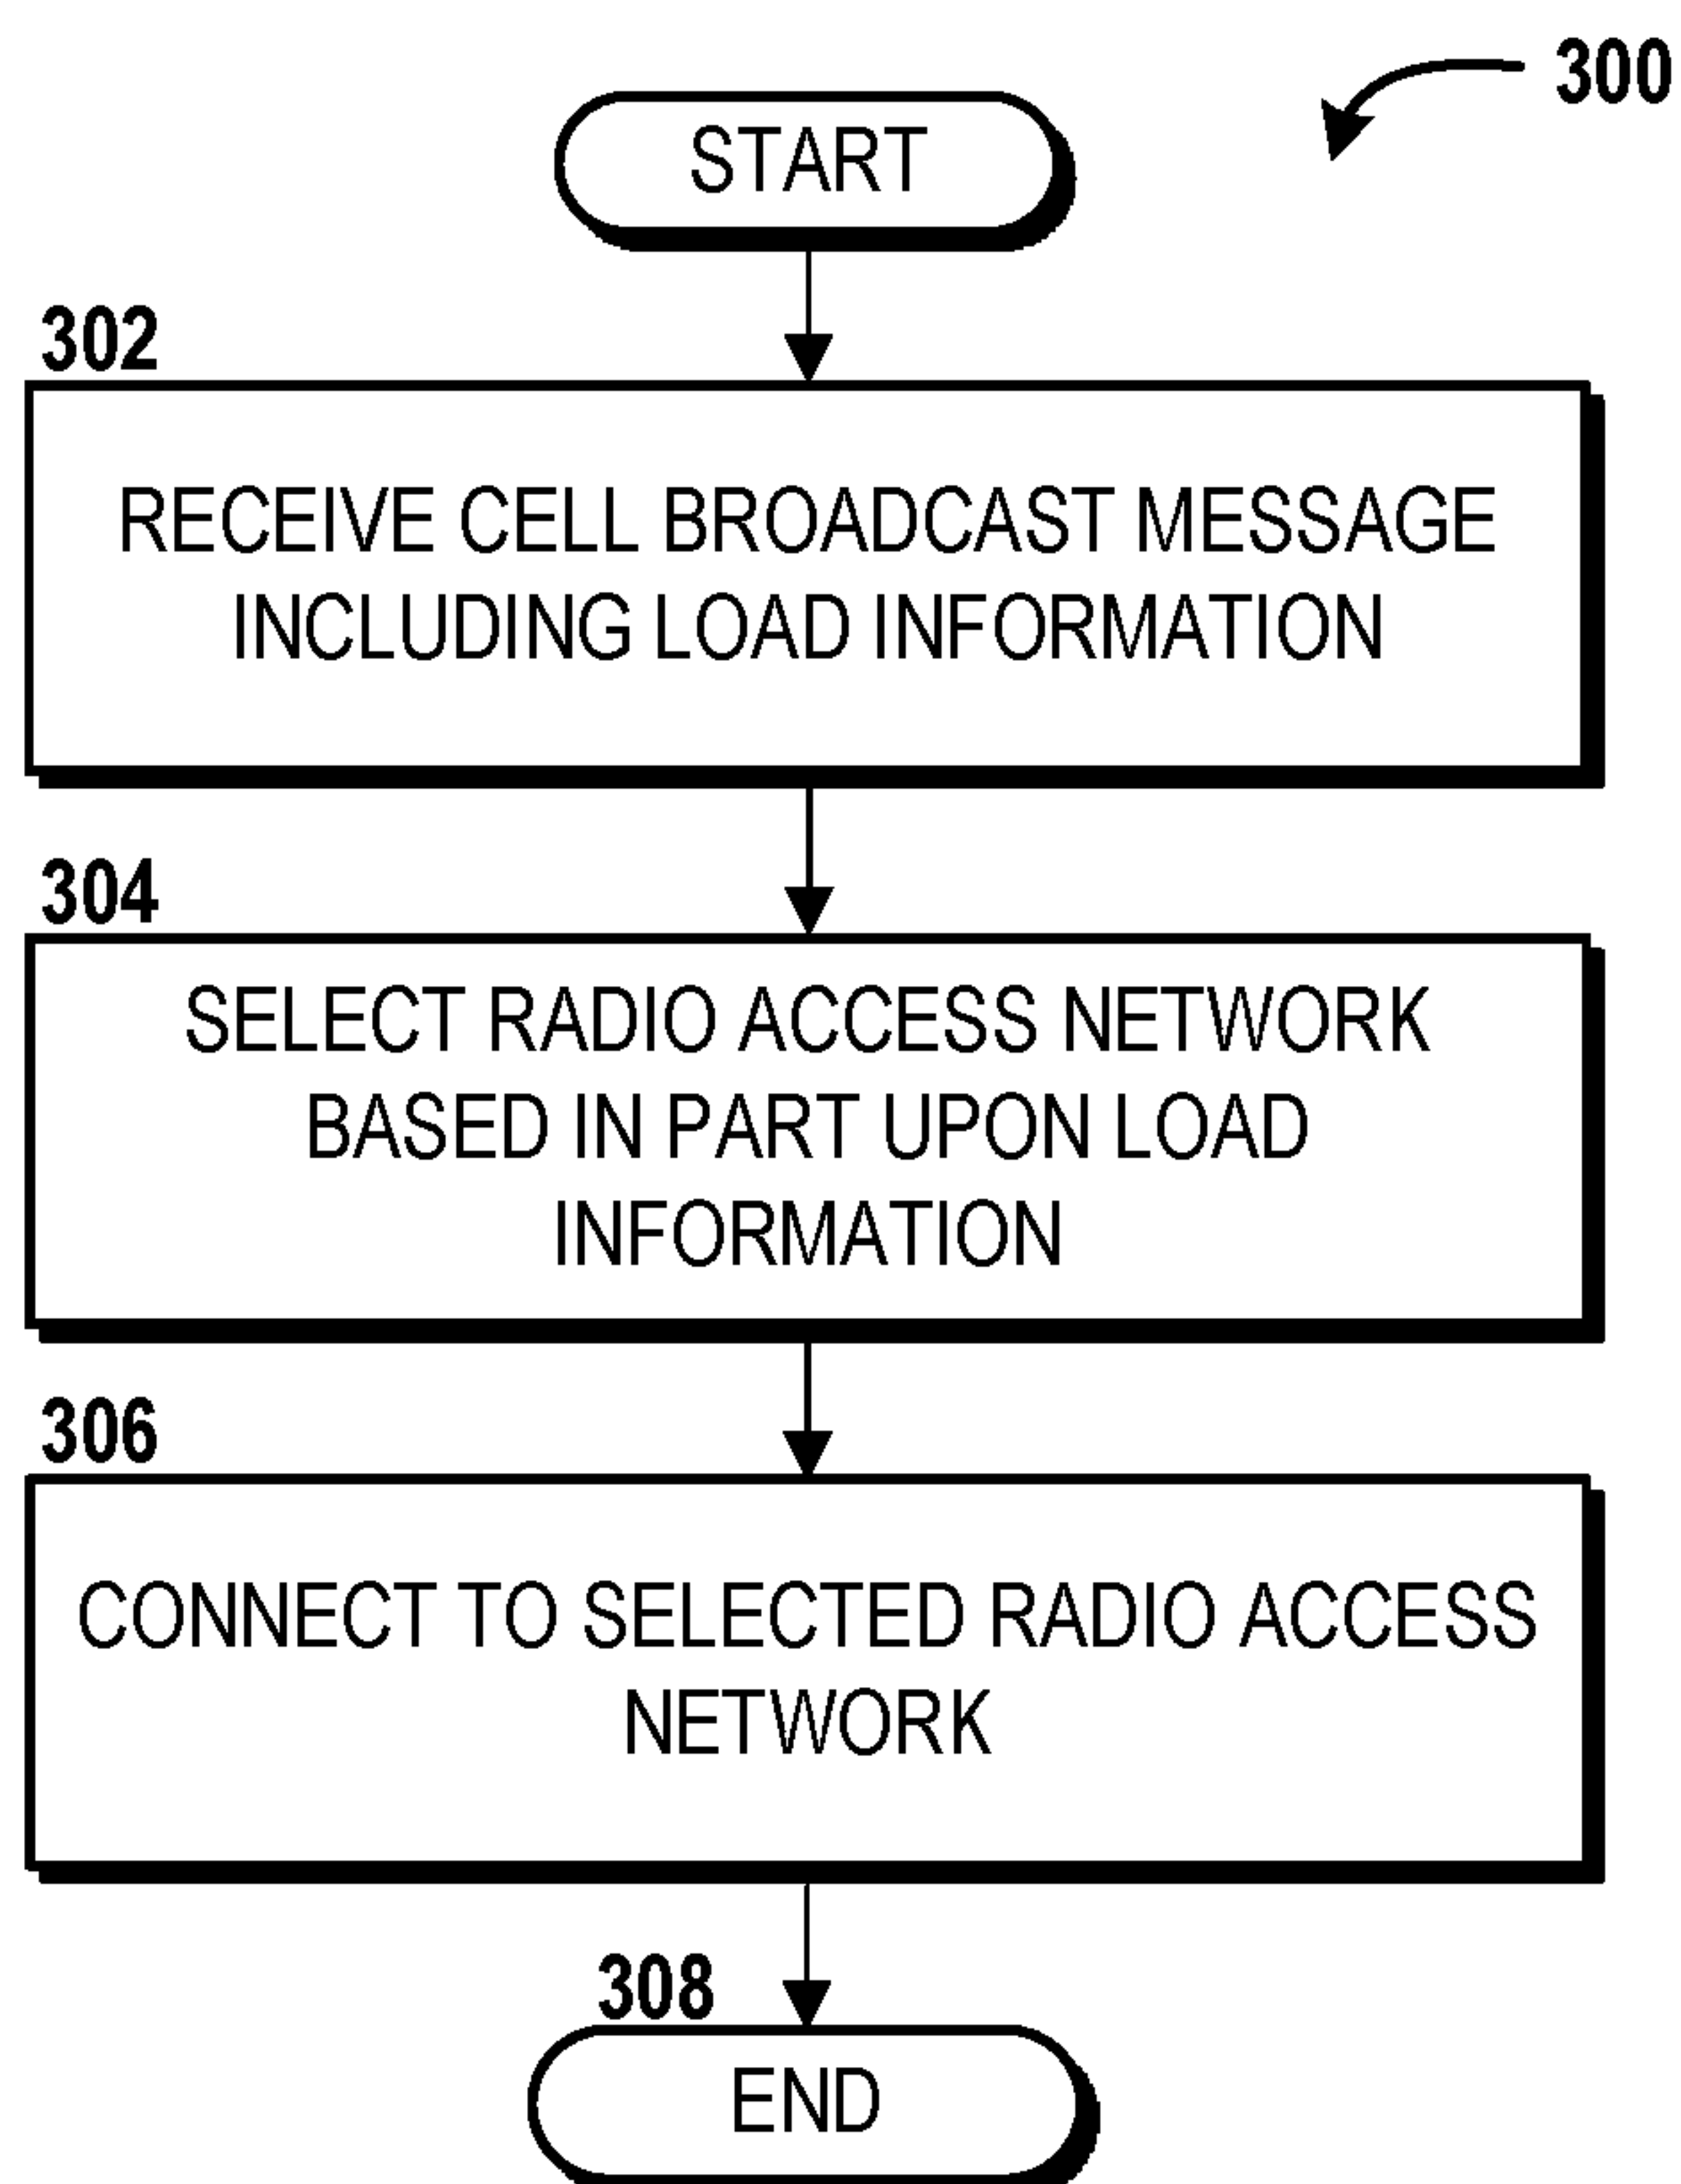 300
START
302
RECEIVE CELL BROADCAST MESSAGE
INCLUDING LOAD INFORMATION
304
SELECT RADIO ACCESS NETWORK
BASED IN PART UPON LOAD
INFORMATION
306
CONNECT TO SELECTED RADIO ACCESS
NETWORK
308
END